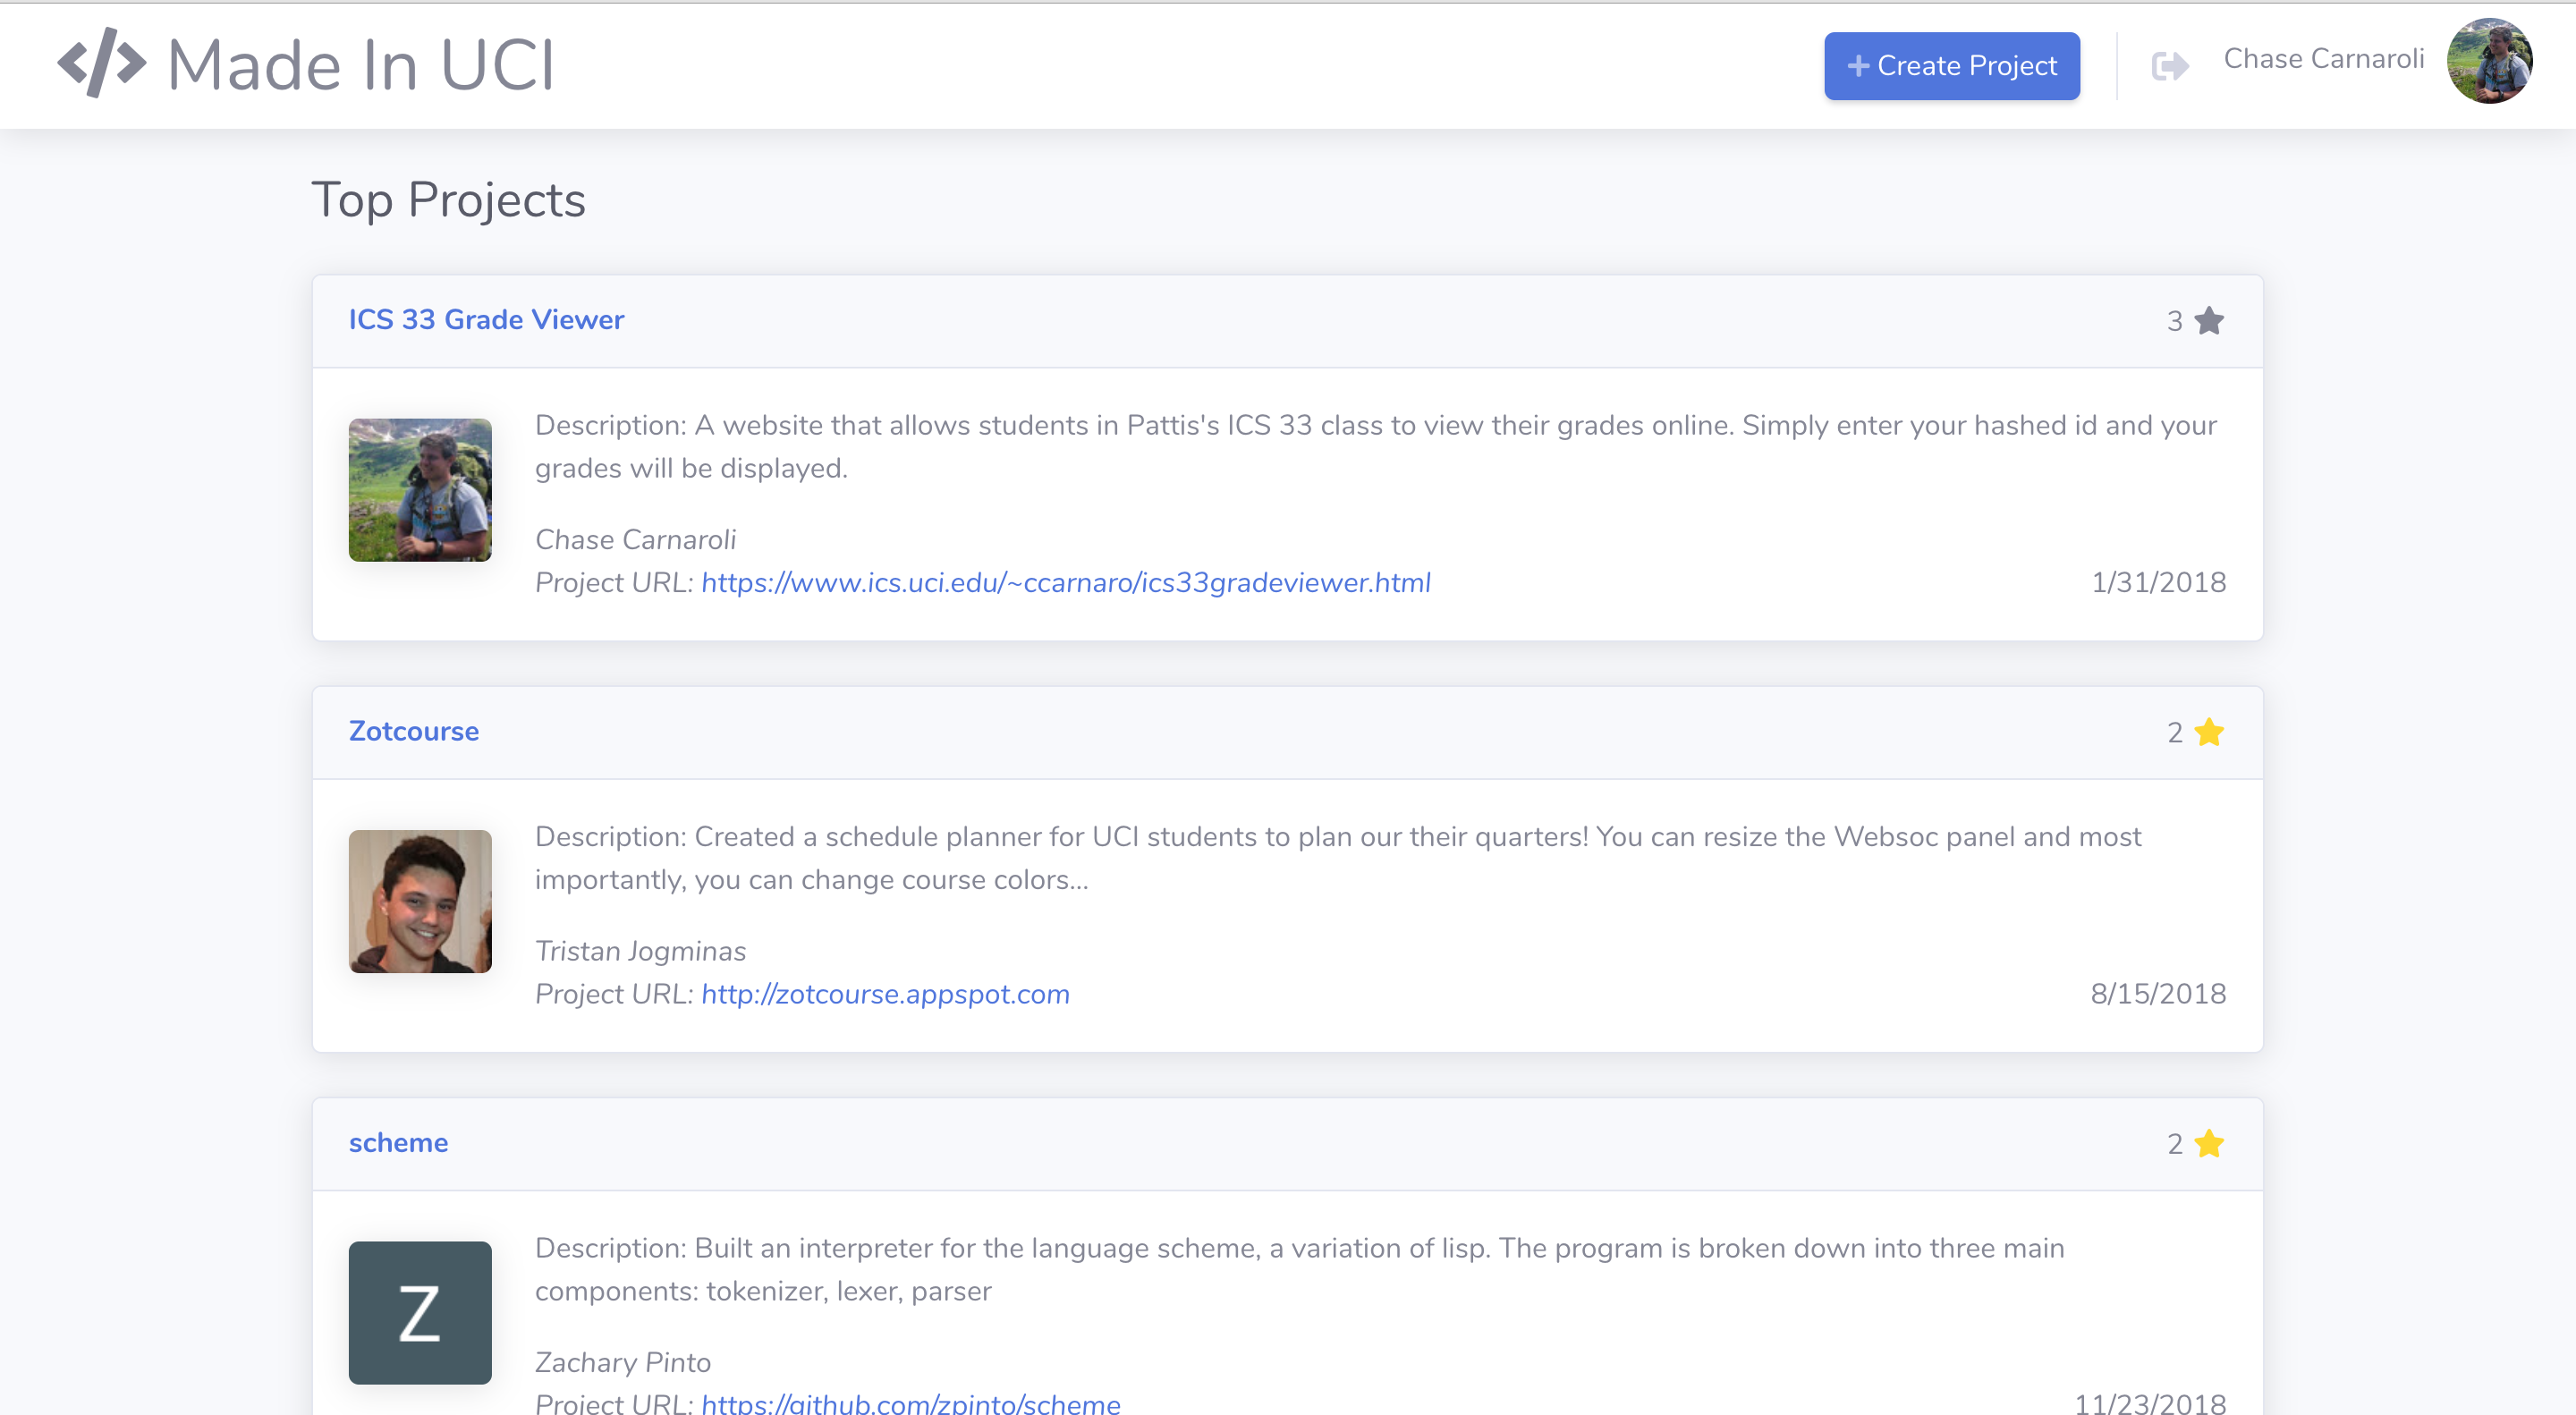 </> Made In UCI
+ Create Project
Chase Carnaroli
Top Projects
ICS 33 Grade Viewer
3
Description: A website that allows students in Pattis's ICS 33 class to view their grades online. Simply enter your hashed id and your
grades will be displayed.
Chase Carnaroli
Project URL: https://www.ics.uci.edu/~ccarnaro/ics33gradeviewer.html
1/31/2018
Zotcourse
2
Description: Created a schedule planner for UCI students to plan our their quarters! You can resize the Websoc panel and most
importantly, you can change course colors...
Tristan Jogminas
Project URL: http://zotcourse.appspot.com
8/15/2018
scheme
2
Description: Built an interpreter for the language scheme, a variation of lisp. The program is broken down into three main
components: tokenizer, lexer, parser
Z
Zachary Pinto
Project URL: https://github.com/zpinto/scheme
11/23/2018